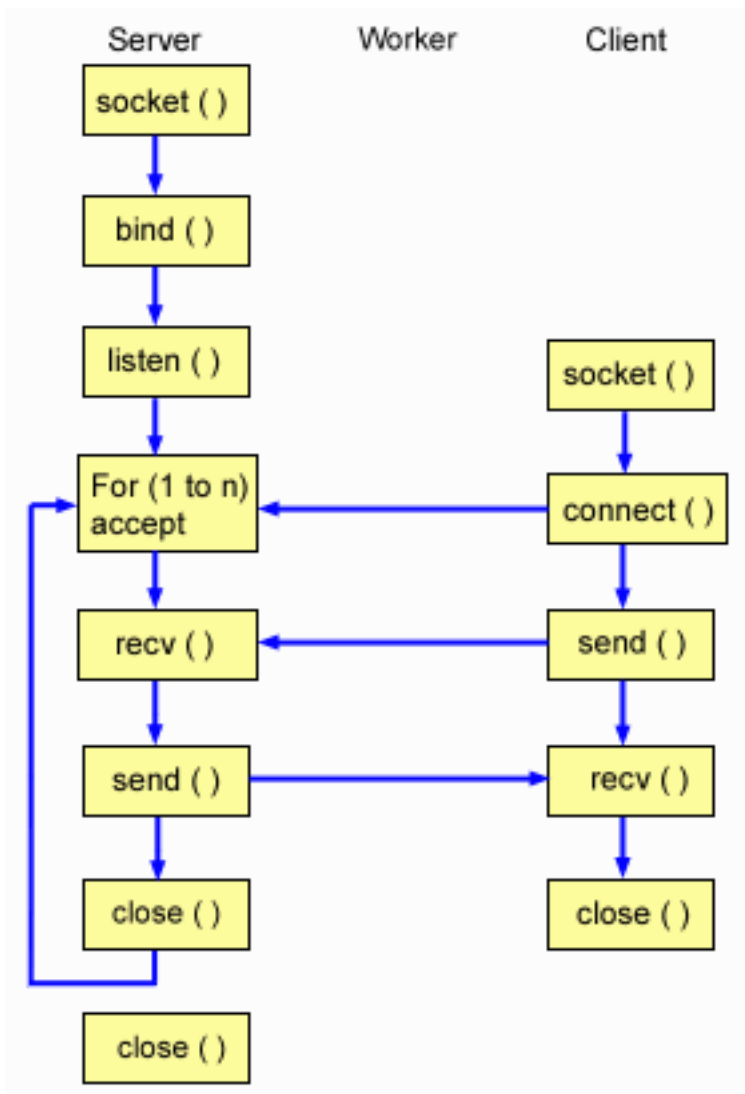 Server
Worker
Client
socket ( )
bind ( )
listen ( )
For (1 to n)
accept
recv ( )
send ( )
close ( )
close ( )
socket ( )
connect ( )
send ( )
recv ( )
close ( )